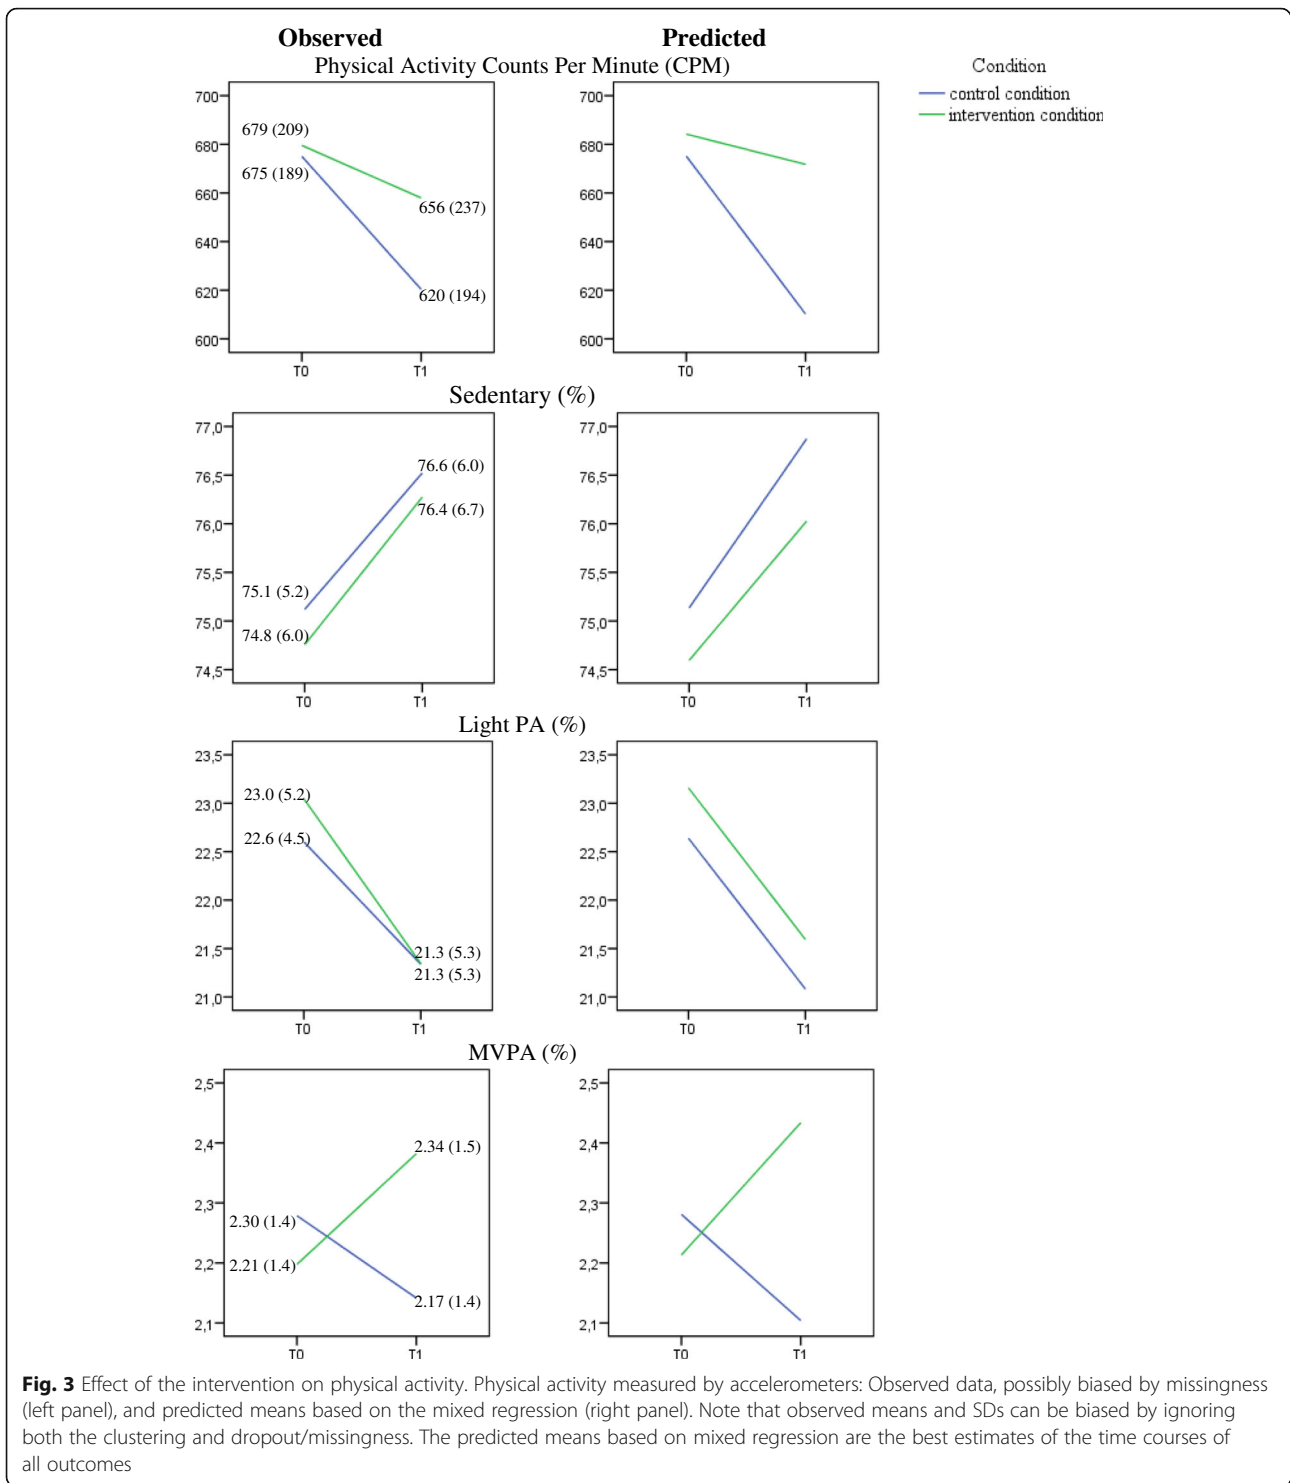 Observed
Predicted
Physical Activity Counts Per Minute (CPM)
Condition
control condition
intervention condition
700
680
660
640
620
600
679 (209)
675 (189)
656 (237)
620 (194)
T0
T1
700
680
660
640
620
600
T0
T1
Sedentary (%)
77,0
76,5
76,0
75,5
75,0
74,5
76.6 (6.0)
76.4 (6.7)
75.1 (5.2)
74.8 (6.0)
T0
T1
77,0
76,5
76,0
75,5
75,0
74,5
T0
T1
Light PA (%)
23,5
23,0
22,5
22,0
21,5
21,0
23.0 (5.2)
22.6 (4.5)
21.3 (5.3)
21.3 (5.3)
T0
T1
23,5
23,0
22,5
22,0
21,5
21,0
T0
T1
MVPA (%)
2,5
2,4
2,3
2,2
2,1
2.34 (1.5)
2.30 (1.4)
2.21 (1.4)
2.17 (1.4)
T0
T1
2,5
2,4
2,3
2,2
2,1
T0
T1
Fig. 3 Effect of the intervention on physical activity. Physical activity measured by accelerometers: Observed data, possibly biased by missingness
(left panel), and predicted means based on the mixed regression (right panel). Note that observed means and SDs can be biased by ignoring
both the clustering and dropout/missingness. The predicted means based on mixed regression are the best estimates of the time courses of
all outcomes